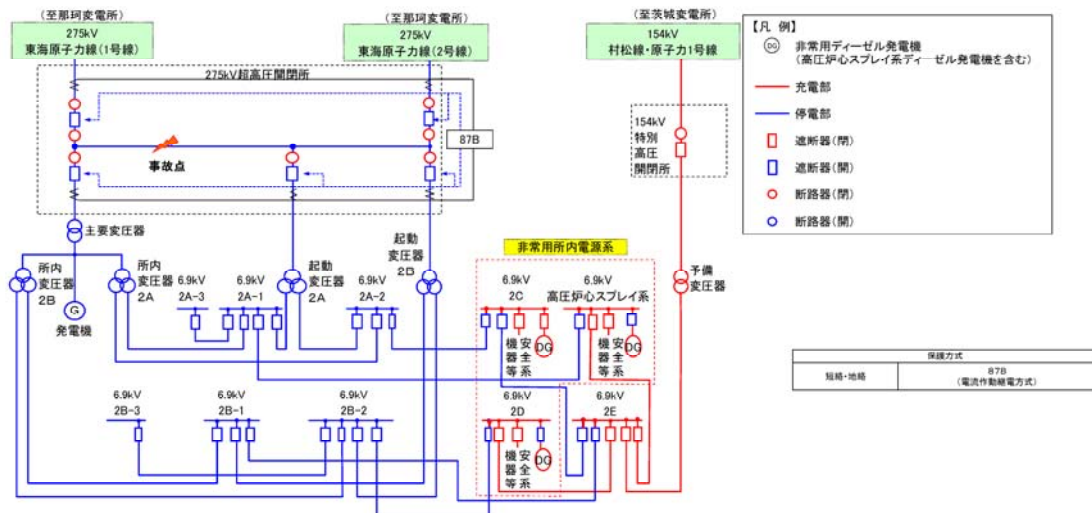 (至那珂変電所)
275kV
東海原子力線(1号線)
(至那珂変電所)
275kV
東海原子力線(2号線)
(至茨城変電所)
154kV
村松線・原子力1号線
【凡 例】
DG
非常用ディーゼル発電機
(高圧炉心スプレイ系ディーゼル発電機を含む)
充電部
停電部
遮断器(閉)
遮断器(開)
断路器(閉)
断路器(開)
275kV超高圧開閉所
87B
事故点
154kV
特別
高圧
開閉所
主要変圧器
所内
変圧器
2B
所内
変圧器
2A
G
発電機
6.9kV
2A-3
6.9kV
2A-1
起動
変圧器
2A
6.9kV
2A-2
起動
変圧器
2B
非常用所内電源系
6.9kV
2C
安全系
機器等
DG
6.9kV
高圧炉心スプレイ系
安全系
機器等
DG
予備
変圧器
6.9kV
2B-3
6.9kV
2B-1
6.9kV
2B-2
6.9kV
2D
安全系
機器等
DG
6.9kV
2E
保護方式
短絡・地絡
87B
(電流作動継電方式)